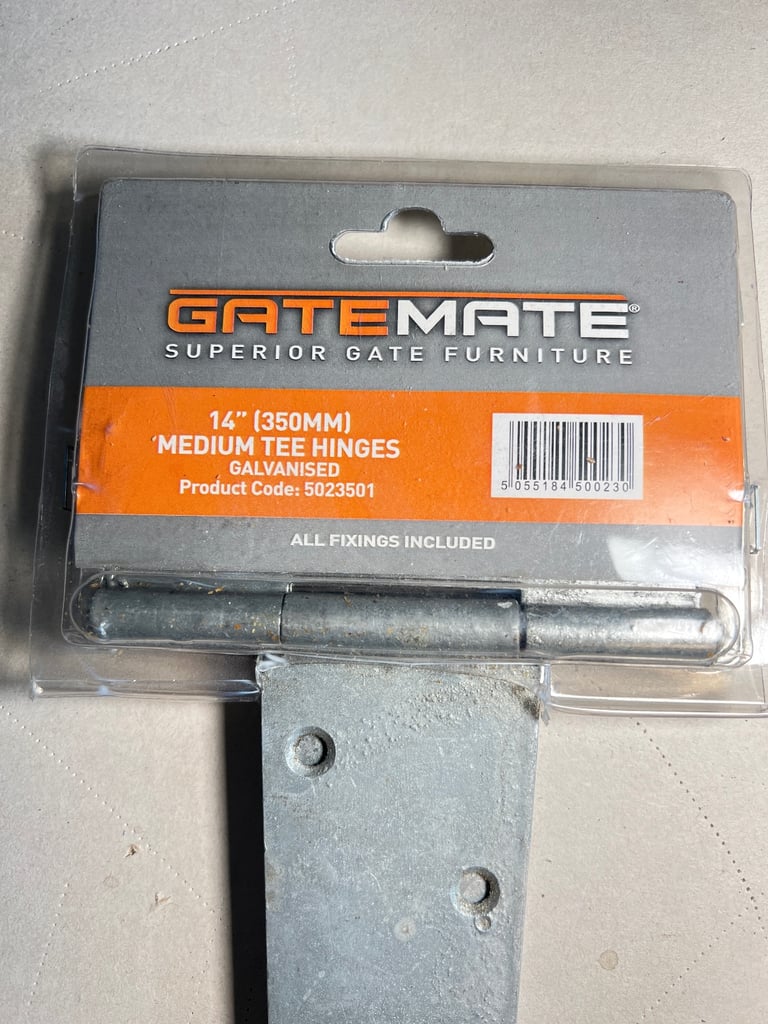 GATEMATE®
SUPERIOR GATE FURNITURE
14” (350MM)
MEDIUM TEE HINGES
GALVANISED
Product Code: 5023501
5 055184 500230
ALL FIXINGS INCLUDED